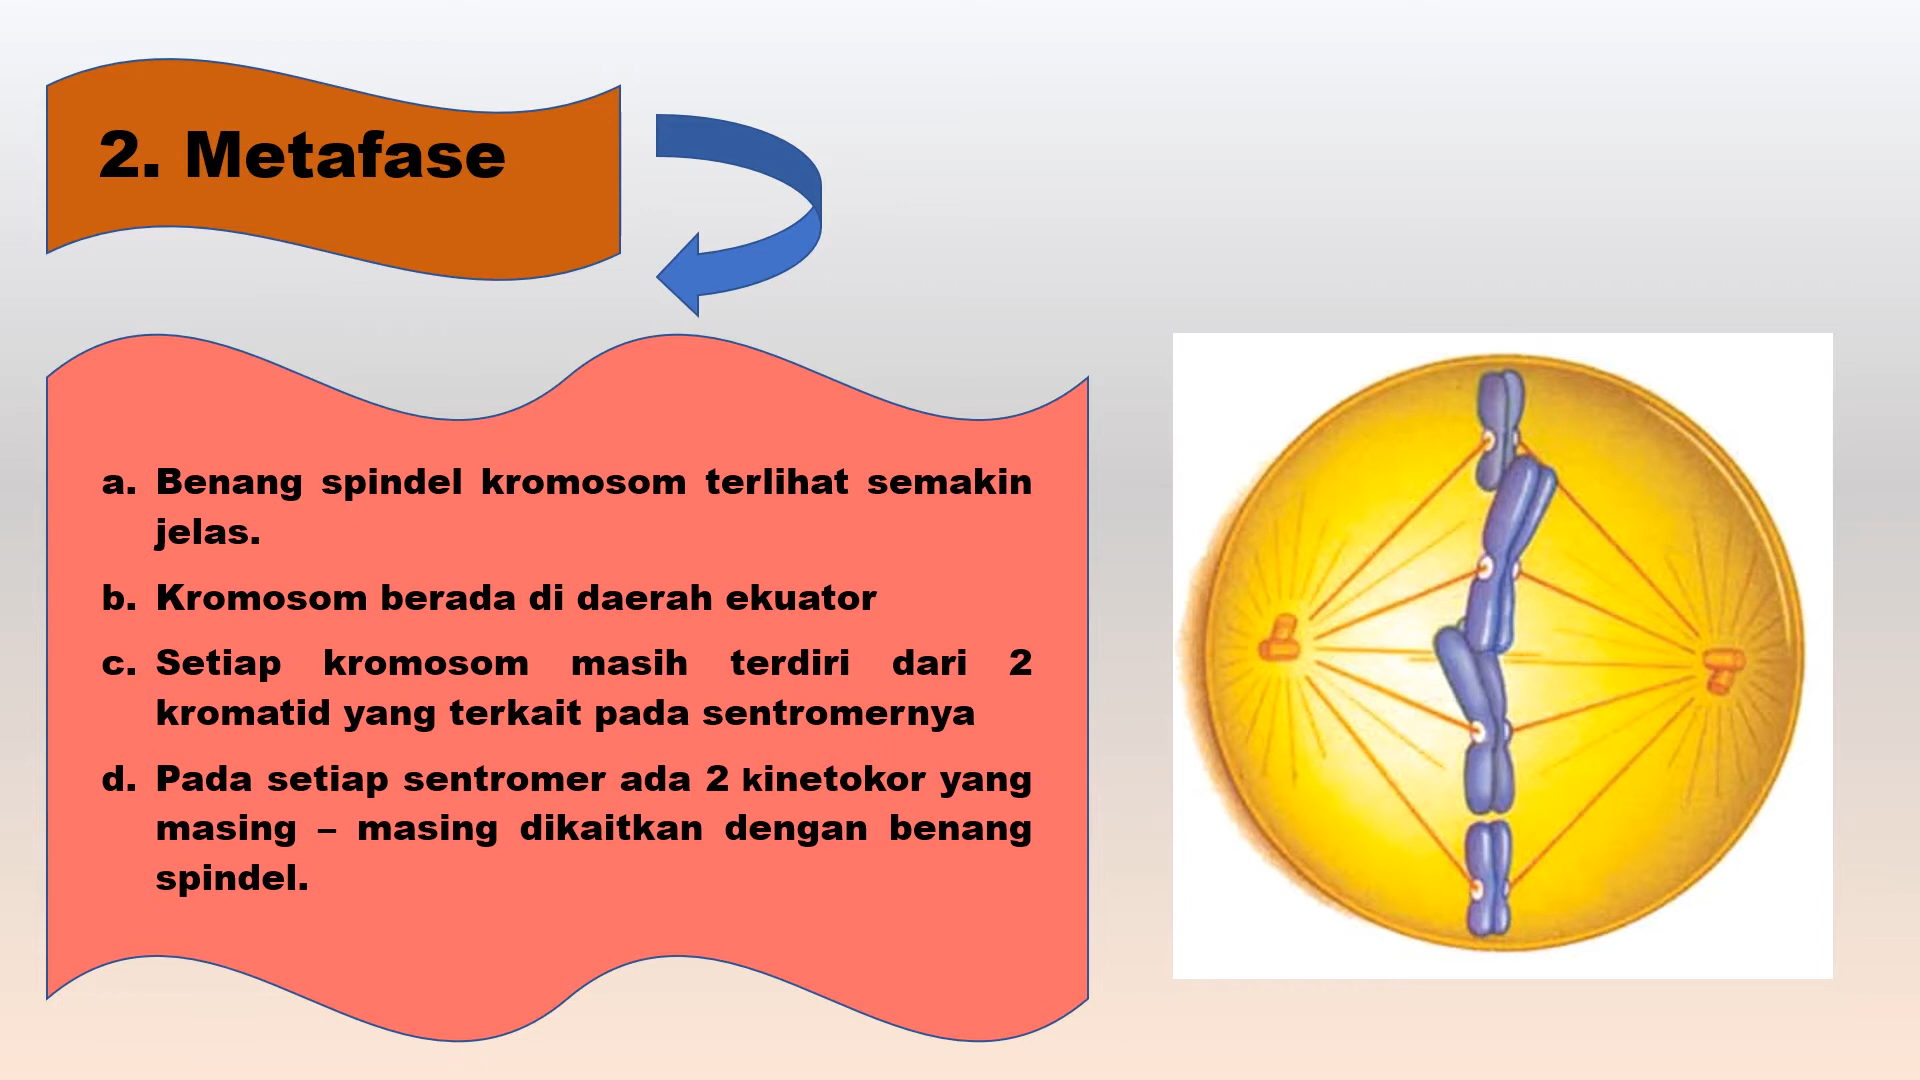 2. Metafase
a. Benang spindel kromosom terlihat semakin
jelas.
b. Kromosom berada di daerah ekuator
c. Setiap kromosom masih terdiri dari 2
kromatid yang terkait pada sentromernya
d. Pada setiap sentromer ada 2 kinetokor yang
masing – masing dikaitkan dengan benang
spindel.